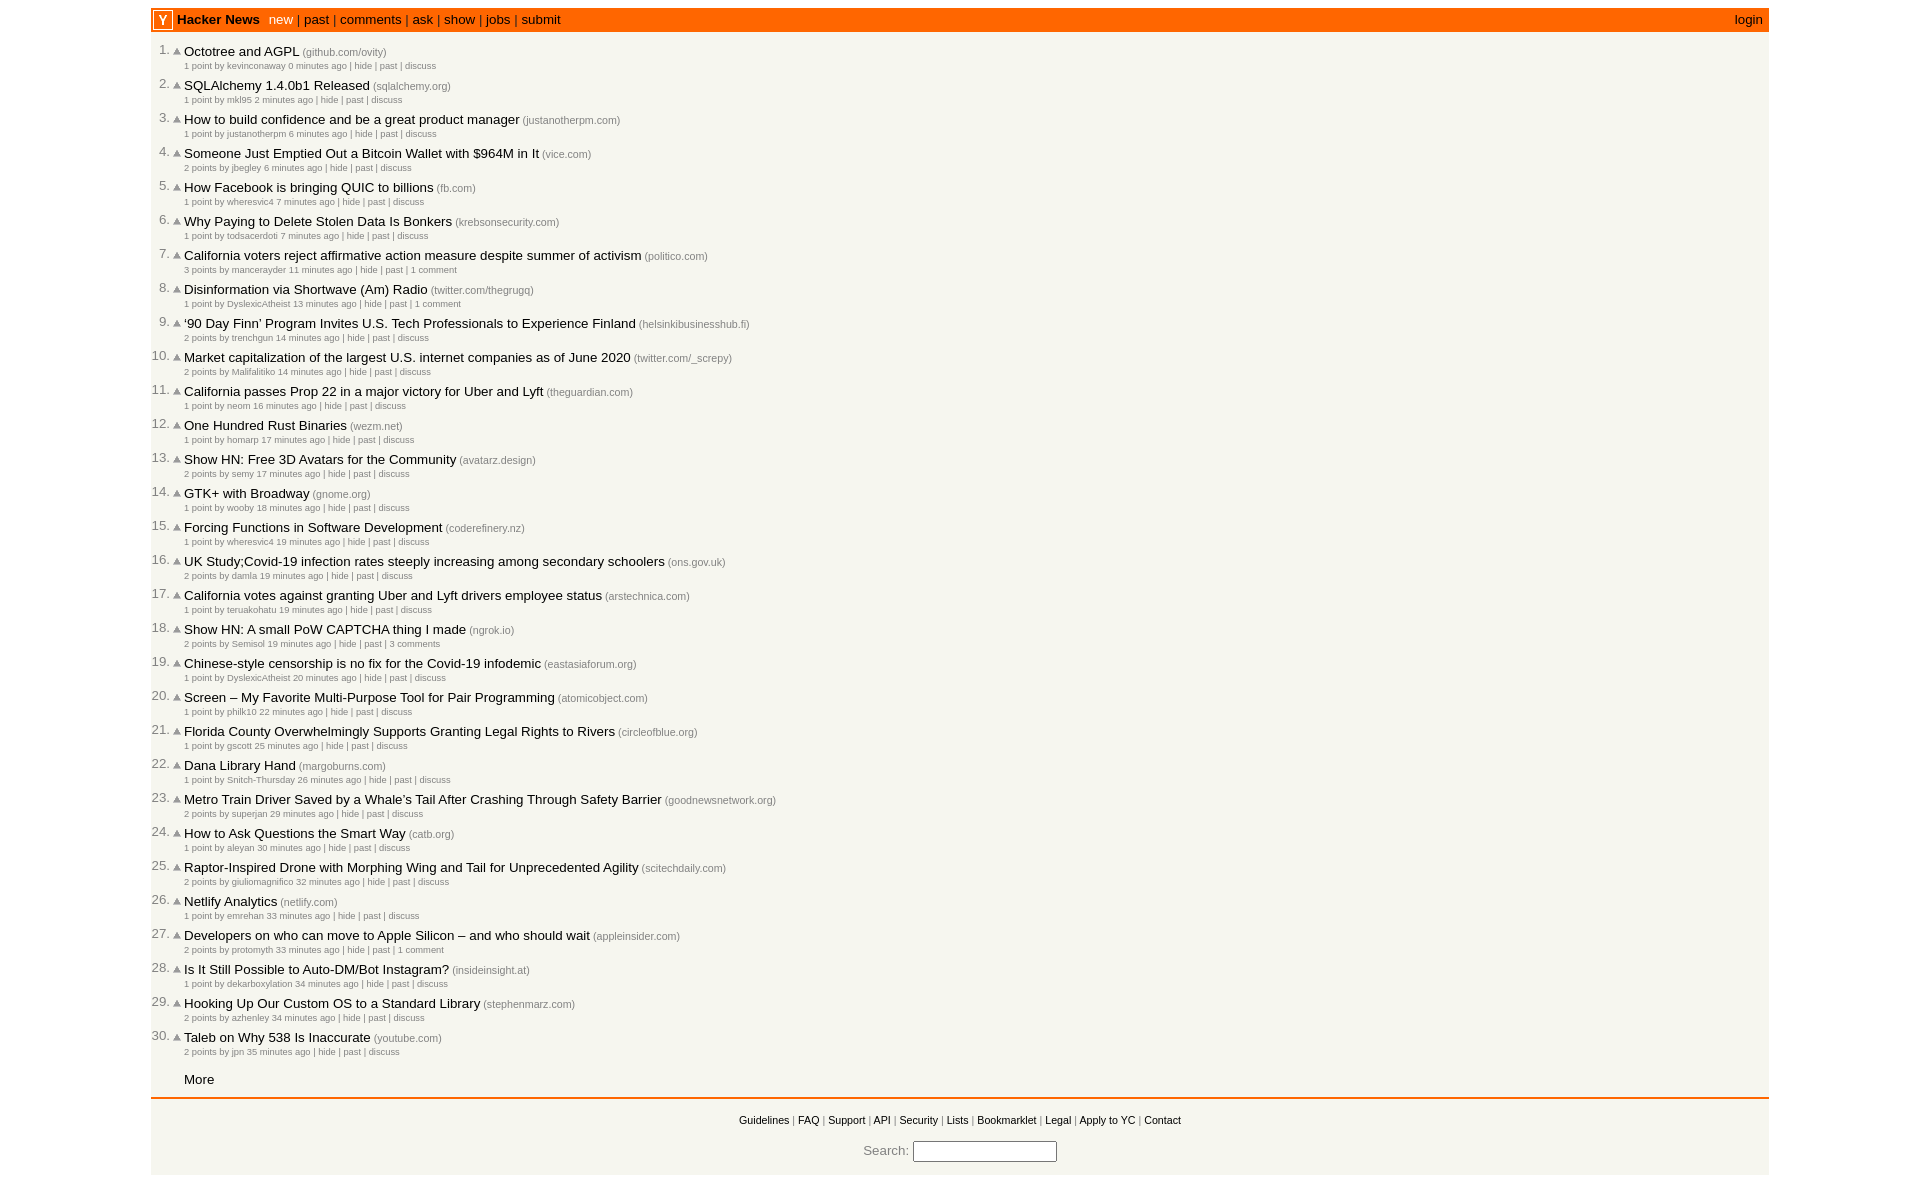 Y Hacker News new | past | comments | ask | show | jobs | submit login
1. Octotree and AGPL (github.com/ovity)
1 point by kevinconaway 0 minutes ago | hide | past | discuss
2. SQLAlchemy 1.4.0b1 Released (sqlalchemy.org)
1 point by mkl95 2 minutes ago | hide | past | discuss
3. How to build confidence and be a great product manager (justanotherpm.com)
1 point by justanotherpm 6 minutes ago | hide | past | discuss
4. Someone Just Emptied Out a Bitcoin Wallet with $964M in It (vice.com)
2 points by jbegley 6 minutes ago | hide | past | discuss
5. How Facebook is bringing QUIC to billions (fb.com)
1 point by wheresvic4 7 minutes ago | hide | past | discuss
6. Why Paying to Delete Stolen Data Is Bonkers (krebsonsecurity.com)
1 point by todsacerdoti 7 minutes ago | hide | past | discuss
7. California voters reject affirmative action measure despite summer of activism (politico.com)
3 points by mancerayder 11 minutes ago | hide | past | 1 comment
8. Disinformation via Shortwave (Am) Radio (twitter.com/thegrugq)
1 point by DyslexicAtheist 13 minutes ago | hide | past | 1 comment
9. ‘90 Day Finn’ Program Invites U.S. Tech Professionals to Experience Finland (helsinkibusinesshub.fi)
2 points by trenchgun 14 minutes ago | hide | past | discuss
10. Market capitalization of the largest U.S. internet companies as of June 2020 (twitter.com/_screpy)
2 points by Malifalitiko 14 minutes ago | hide | past | discuss
11. California passes Prop 22 in a major victory for Uber and Lyft (theguardian.com)
1 point by neom 16 minutes ago | hide | past | discuss
12. One Hundred Rust Binaries (wezm.net)
1 point by homarp 17 minutes ago | hide | past | discuss
13. Show HN: Free 3D Avatars for the Community (avatarz.design)
2 points by semy 17 minutes ago | hide | past | discuss
14. GTK+ with Broadway (gnome.org)
1 point by wooby 18 minutes ago | hide | past | discuss
15. Forcing Functions in Software Development (coderefinery.nz)
1 point by wheresvic4 19 minutes ago | hide | past | discuss
16. UK Study;Covid-19 infection rates steeply increasing among secondary schoolers (ons.gov.uk)
2 points by damla 19 minutes ago | hide | past | discuss
17. California votes against granting Uber and Lyft drivers employee status (arstechnica.com)
1 point by teruakohatu 19 minutes ago | hide | past | discuss
18. Show HN: A small PoW CAPTCHA thing I made (ngrok.io)
2 points by Semisol 19 minutes ago | hide | past | 3 comments
19. Chinese-style censorship is no fix for the Covid-19 infodemic (eastasiaforum.org)
1 point by DyslexicAtheist 20 minutes ago | hide | past | discuss
20. Screen – My Favorite Multi-Purpose Tool for Pair Programming (atomicobject.com)
1 point by philk10 22 minutes ago | hide | past | discuss
21. Florida County Overwhelmingly Supports Granting Legal Rights to Rivers (circleofblue.org)
1 point by gscott 25 minutes ago | hide | past | discuss
22. Dana Library Hand (margoburns.com)
1 point by Snitch-Thursday 26 minutes ago | hide | past | discuss
23. Metro Train Driver Saved by a Whale’s Tail After Crashing Through Safety Barrier (goodnewsnetwork.org)
2 points by superjan 29 minutes ago | hide | past | discuss
24. How to Ask Questions the Smart Way (catb.org)
1 point by aleyan 30 minutes ago | hide | past | discuss
25. Raptor-Inspired Drone with Morphing Wing and Tail for Unprecedented Agility (scitechdaily.com)
2 points by giuliomagnifico 32 minutes ago | hide | past | discuss
26. Netlify Analytics (netlify.com)
1 point by emrehan 33 minutes ago | hide | past | discuss
27. Developers on who can move to Apple Silicon – and who should wait (appleinsider.com)
2 points by protomyth 33 minutes ago | hide | past | 1 comment
28. Is It Still Possible to Auto-DM/Bot Instagram? (insideinsight.at)
1 point by dekarboxylation 34 minutes ago | hide | past | discuss
29. Hooking Up Our Custom OS to a Standard Library (stephenmarz.com)
2 points by azhenley 34 minutes ago | hide | past | discuss
30. Taleb on Why 538 Is Inaccurate (youtube.com)
2 points by jpn 35 minutes ago | hide | past | discuss
More
Guidelines | FAQ | Support | API | Security | Lists | Bookmarklet | Legal | Apply to YC | Contact
Search: